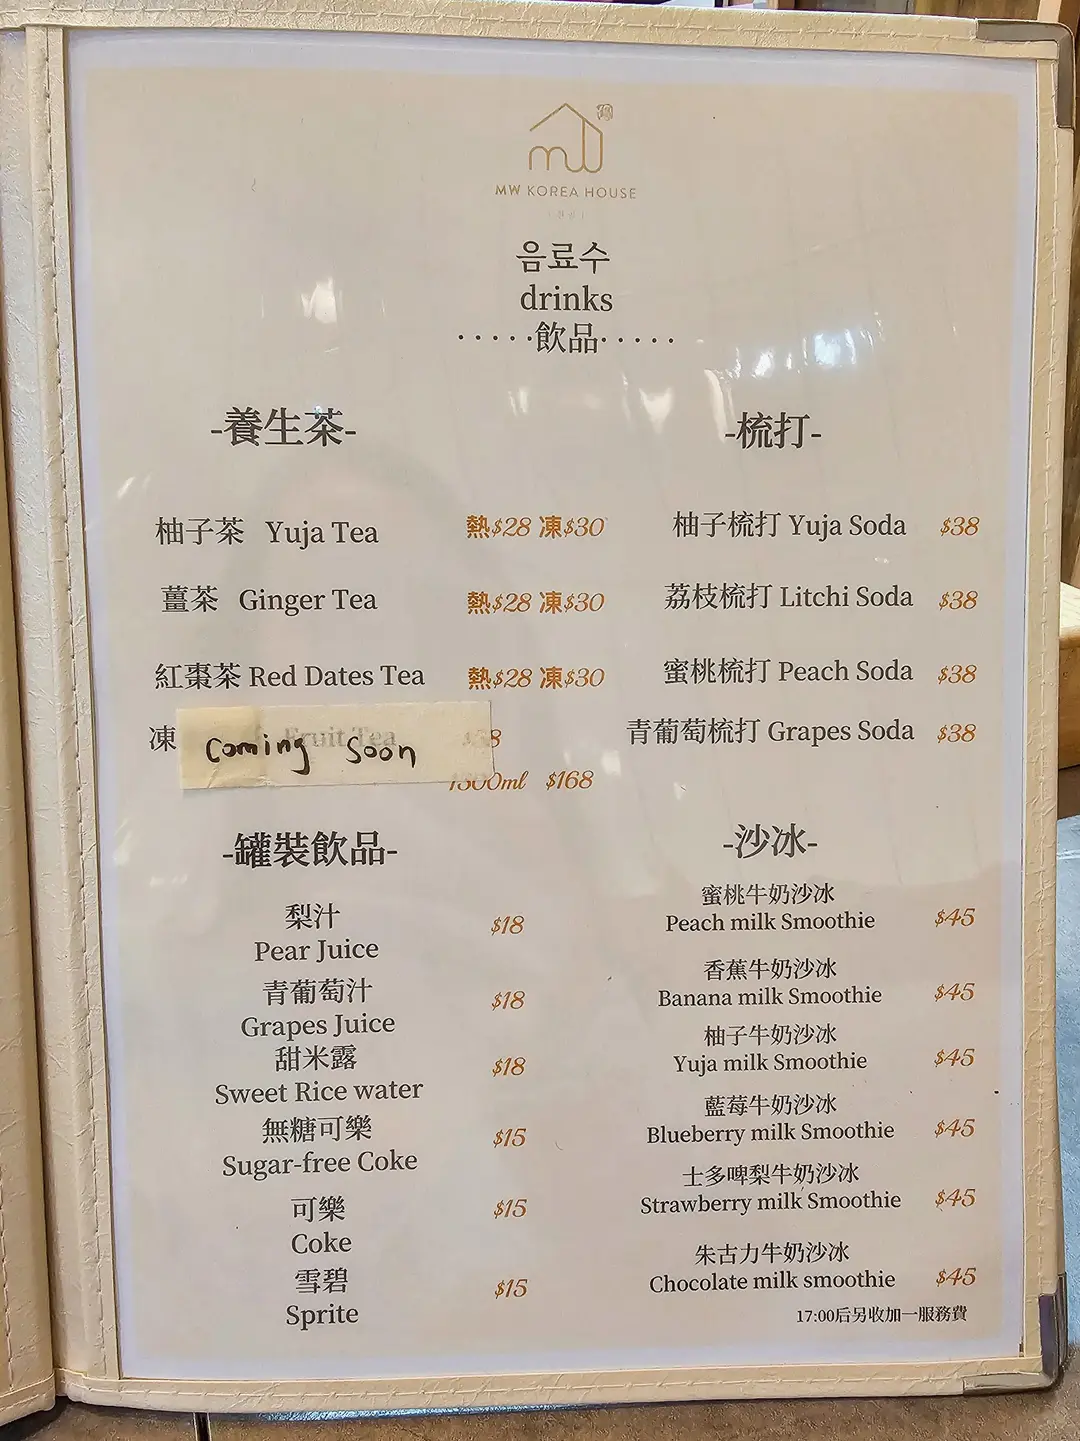 MW KOREA HOUSE
음료수
drinks
·····飲品·····
-養生茶-
柚子茶 Yuja Tea 熱$28 凍$30
薑茶 Ginger Tea 熱$28 凍$30
紅棗茶 Red Dates Tea 熱$28 凍$30
凍 Fruit Tea
coming soon
1500ml $168
-罐裝飲品-
梨汁 $18
Pear Juice
青葡萄汁 $18
Grapes Juice
甜米露 $18
Sweet Rice water
無糖可樂 $15
Sugar-free Coke
可樂 $15
Coke
雪碧 $15
Sprite
-梳打-
柚子梳打 Yuja Soda $38
荔枝梳打 Litchi Soda $38
蜜桃梳打 Peach Soda $38
青葡萄梳打 Grapes Soda $38
-沙冰-
蜜桃牛奶沙冰
Peach milk Smoothie $45
香蕉牛奶沙冰
Banana milk Smoothie $45
柚子牛奶沙冰
Yuja milk Smoothie $45
藍莓牛奶沙冰
Blueberry milk Smoothie $45
士多啤梨牛奶沙冰
Strawberry milk Smoothie $45
朱古力牛奶沙冰
Chocolate milk smoothie $45
17:00后另收加一服務費